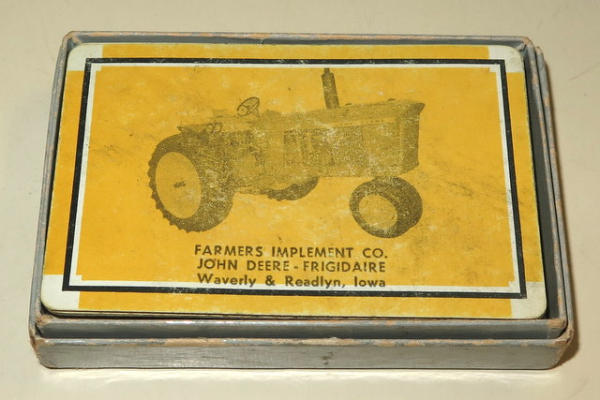 FARMERS IMPLEMENT CO.
JOHN DEERE - FRIGIDAIRE
Waverly & Readlyn, Iowa